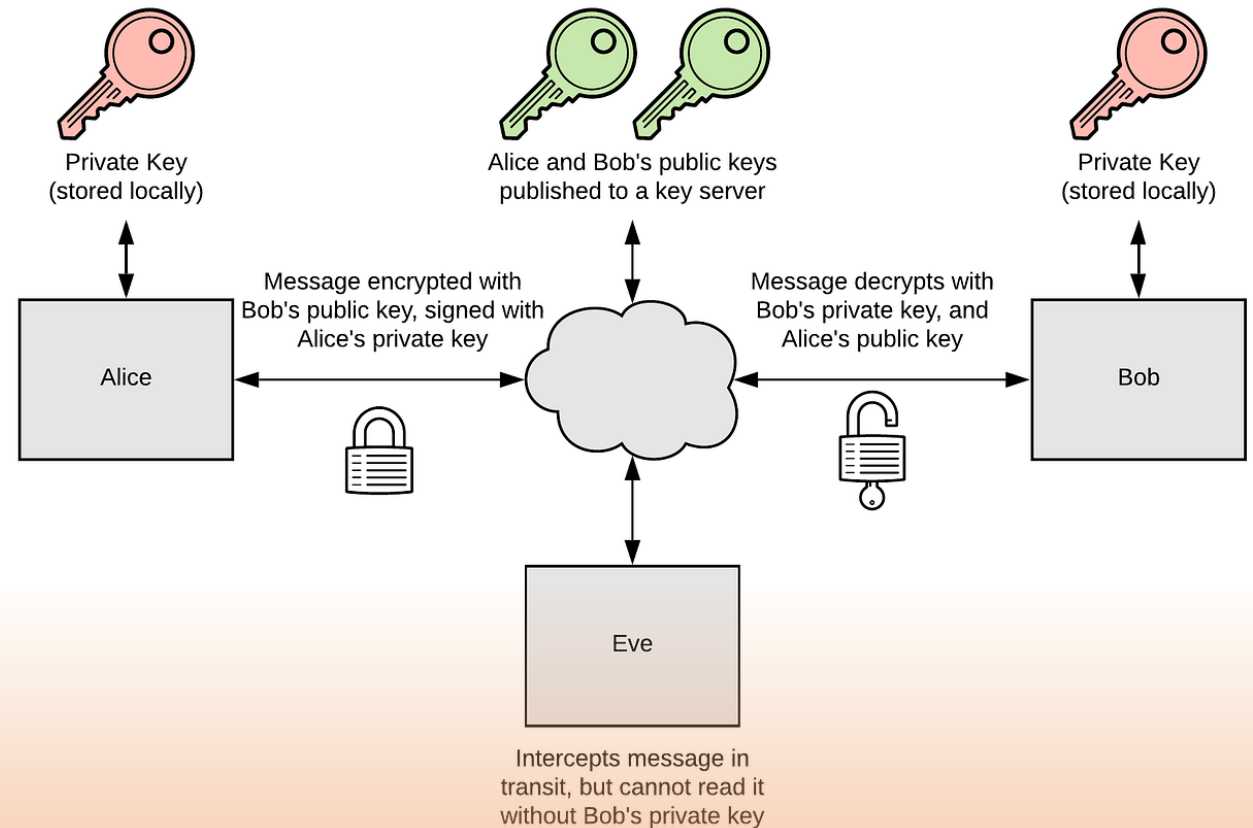 Private Key
(stored locally)
Alice and Bob's public keys
published to a key server
Private Key
(stored locally)
Message encrypted with
Bob's public key, signed with
Alice's private key
Message decrypts with
Bob's private key, and
Alice's public key
Alice
Bob
Eve
Intercepts message in
transit, but cannot read it
without Bob's private key